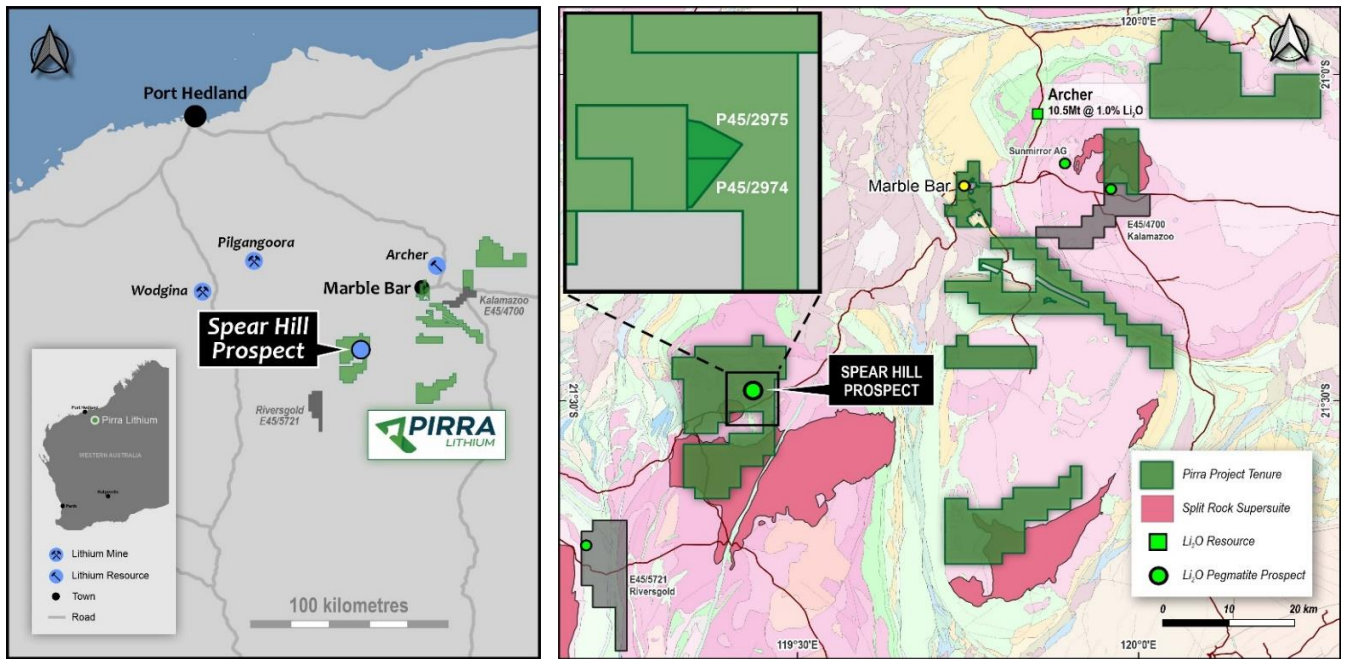 Port Hedland
Pilgangoora
Wodgina
Archer
Marble Bar
Kalamazoo
E45/4700
Spear Hill
Prospect
Riversgold
E45/5721
PIRRA
LITHIUM
Port Hedland
Pirra Lithium
WESTERN AUSTRALIA
Kalgoorlie
Perth
Lithium Mine
Lithium Resource
Town
Road
100 kilometres
P45/2975
P45/2974
120°0'E
21°0'S
Archer
10.5Mt @ 1.0% Li₂O
Sunmirror AG
Marble Bar
E45/4700
Kalamazoo
SPEAR HILL
PROSPECT
21°30'S
21°30'S
E45/5721
Riversgold
Pirra Project Tenure
Split Rock Supersuite
Li₂O Resource
Li₂O Pegmatite Prospect
0 10 20 km
119°30'E
120°0'E